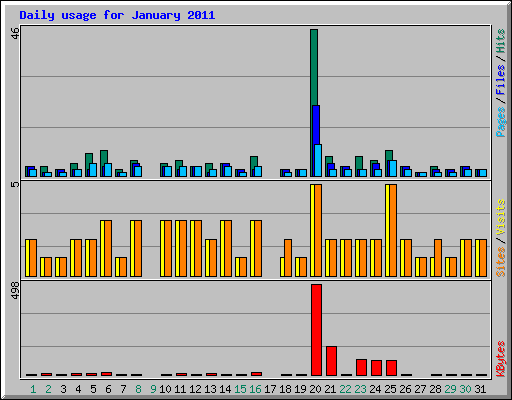 Daily usage for January 2011
46
Pages / Files / Hits
5
Sites / Visits
498
KBytes
1 2 3 4 5 6 7 8 9 10 11 12 13 14 15 16 17 18 19 20 21 22 23 24 25 26 27 28 29 30 31